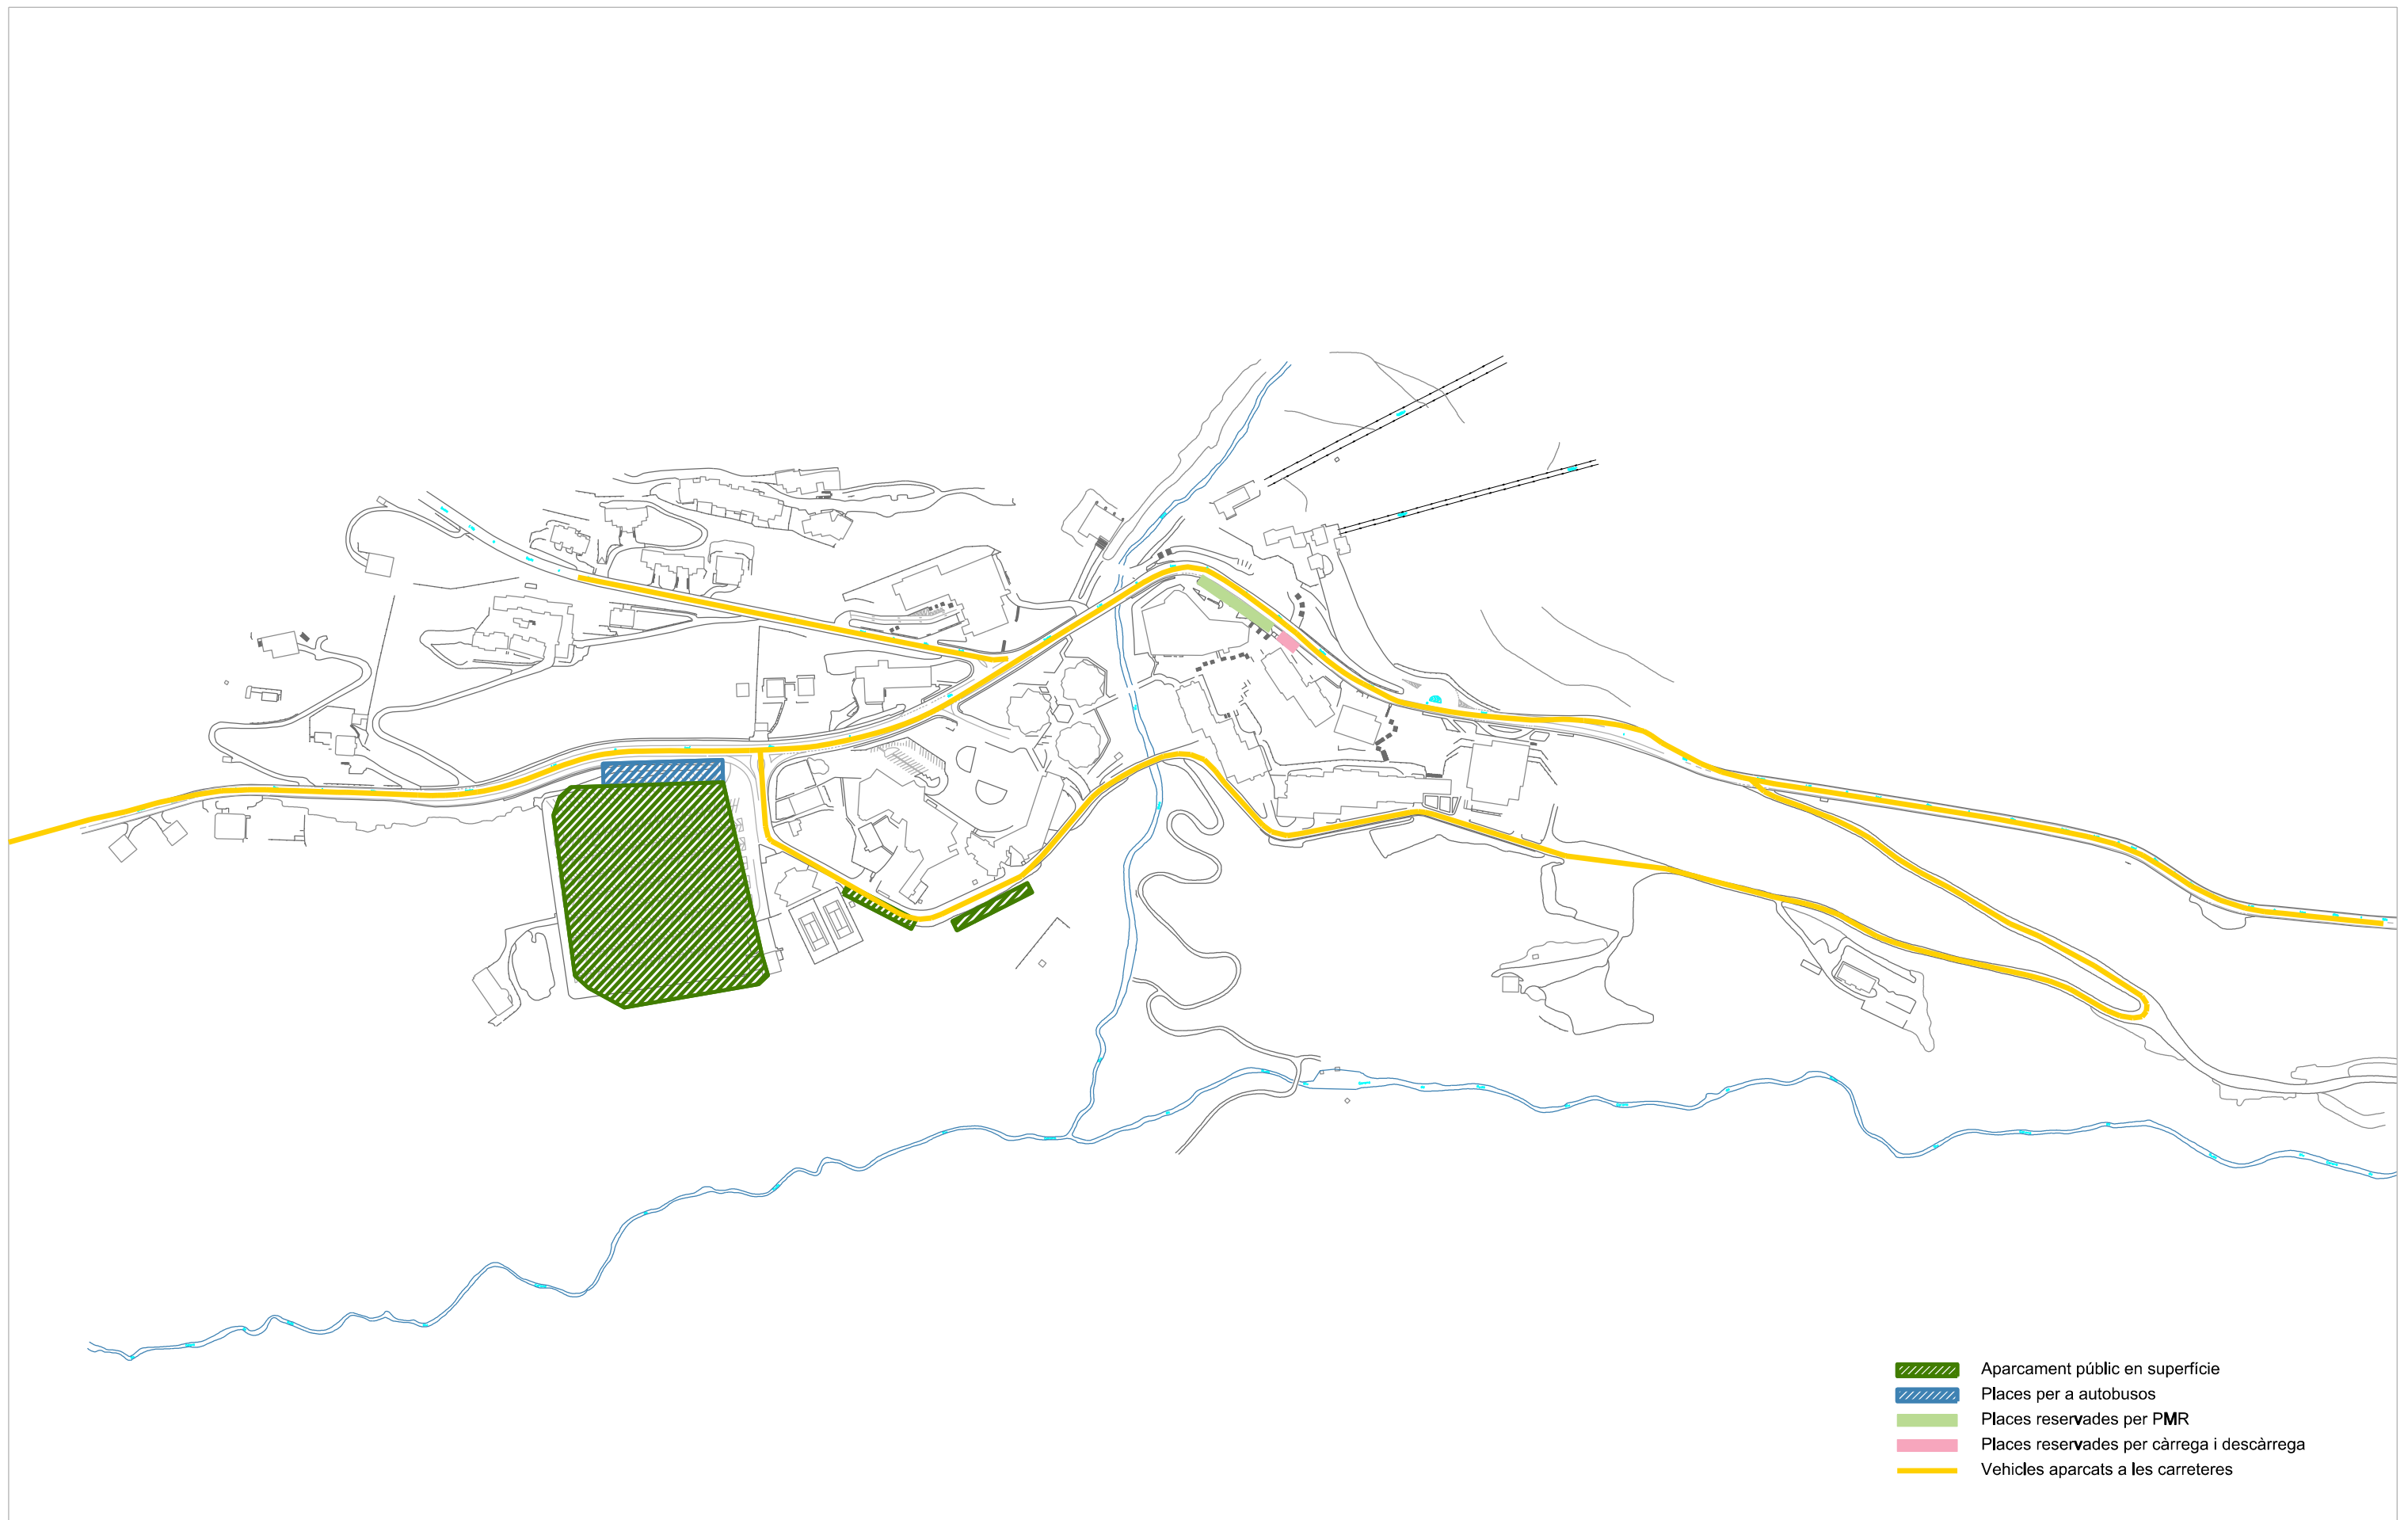 Aparcament públic en superfície
Places per a autobusos
Places reservades per PMR
Places reservades per càrrega i descàrrega
Vehicles aparcats a les carreteres